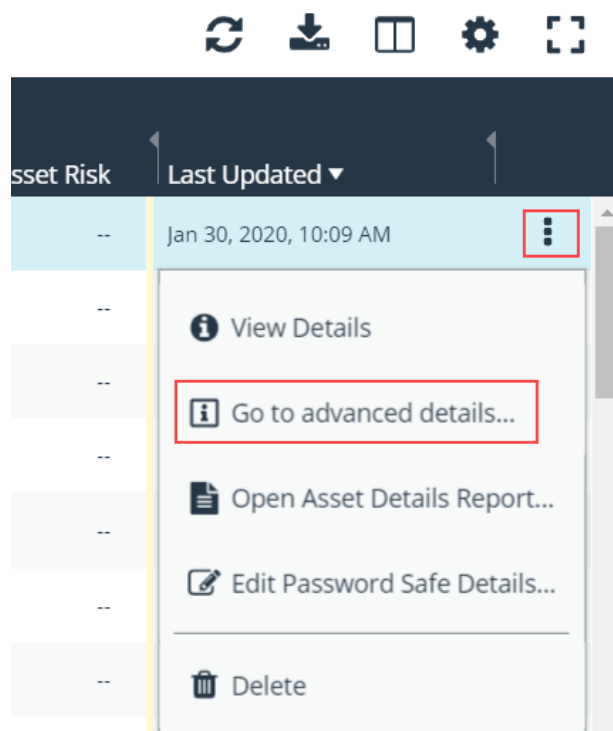 sset Risk Last Updated
-- Jan 30, 2020, 10:09 AM
--
View Details
--
Go to advanced details...
--
Open Asset Details Report...
--
Edit Password Safe Details...
--
--
Delete